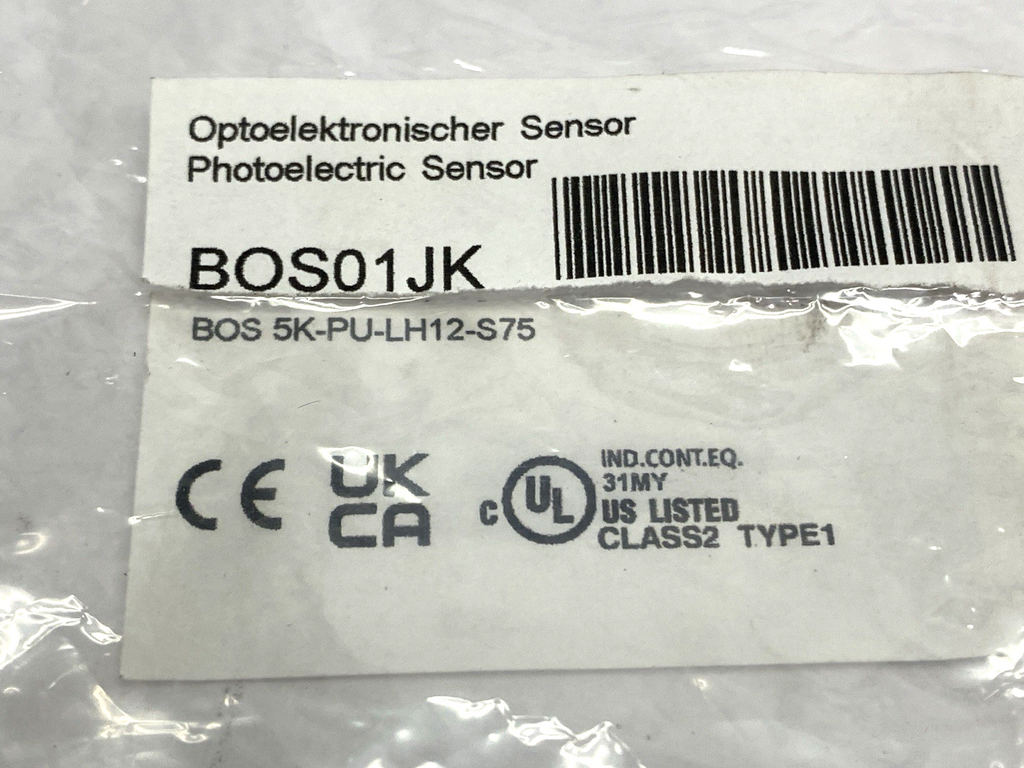 Optoelektronischer Sensor
Photoelectric Sensor
BOS01JK
BOS 5K-PU-LH12-S75
CE
UK
CA
c UL
IND.CONT.EQ.
31MY
US LISTED
CLASS2 TYPE1